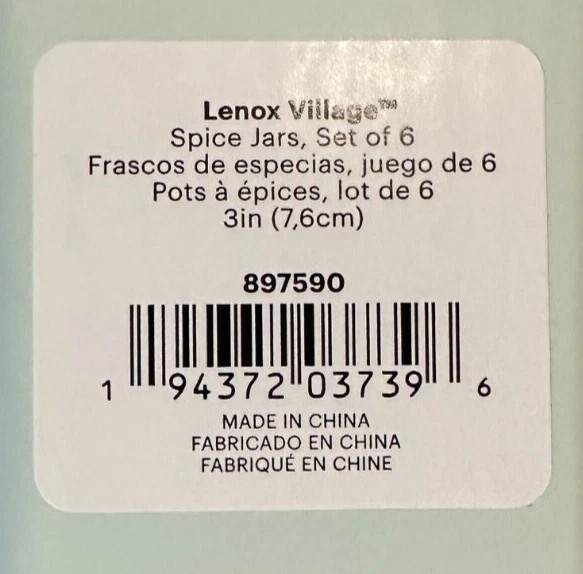 Lenox Village™
Spice Jars, Set of 6
Frascos de especias, juego de 6
Pots à épices, lot de 6
3in (7,6cm)
897590
1 94372 03739 6
MADE IN CHINA
FABRICADO EN CHINA
FABRIQUÉ EN CHINE